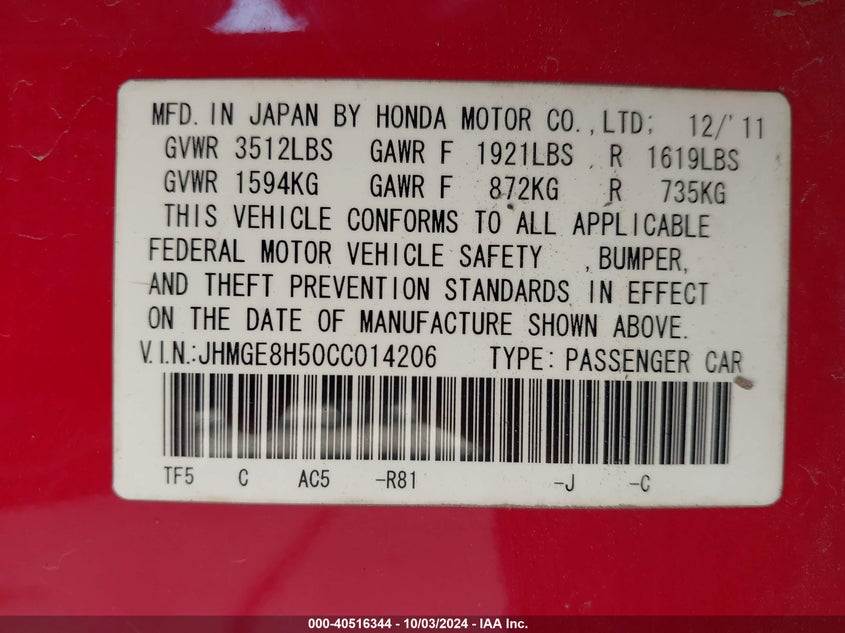 MFD. IN JAPAN BY HONDA MOTOR CO., LTD; 12/'11
GVWR 3512LBS GAWR F 1921LBS R 1619LBS
GVWR 1594KG GAWR F 872KG R 735KG
THIS VEHICLE CONFORMS TO ALL APPLICABLE
FEDERAL MOTOR VEHICLE SAFETY , BUMPER,
AND THEFT PREVENTION STANDARDS IN EFFECT
ON THE DATE OF MANUFACTURE SHOWN ABOVE.
V.I.N.:JHMGE8H50CC014206 TYPE: PASSENGER CAR
TF5 C AC5 -R81 -J -C
000-40516344 - 10/03/2024 - IAA Inc.